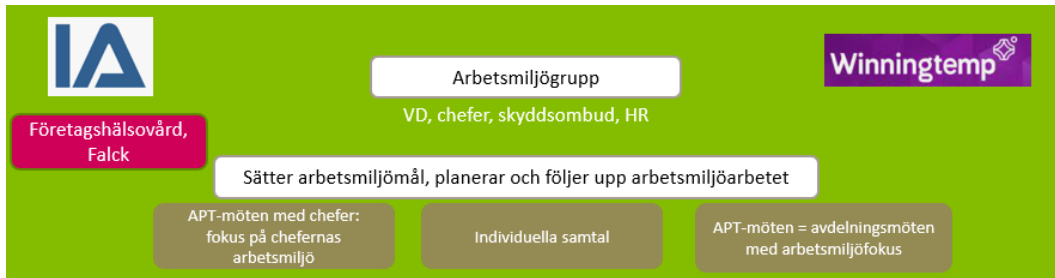 IA
Winningtemp
Arbetsmiljögrupp
VD, chefer, skyddsombud, HR
Företagshälsovård,
Falck
Sätter arbetsmiljömål, planerar och följer upp arbetsmiljöarbetet
APT-möten med chefer:
fokus på chefernas
arbetsmiljö
Individuella samtal
APT-möten = avdelningsmöten
med arbetsmiljöfokus